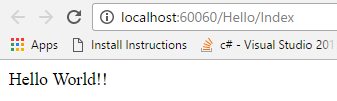 localhost:60060/Hello/Index
Apps Install Instructions c# - Visual Studio 201
Hello World!!